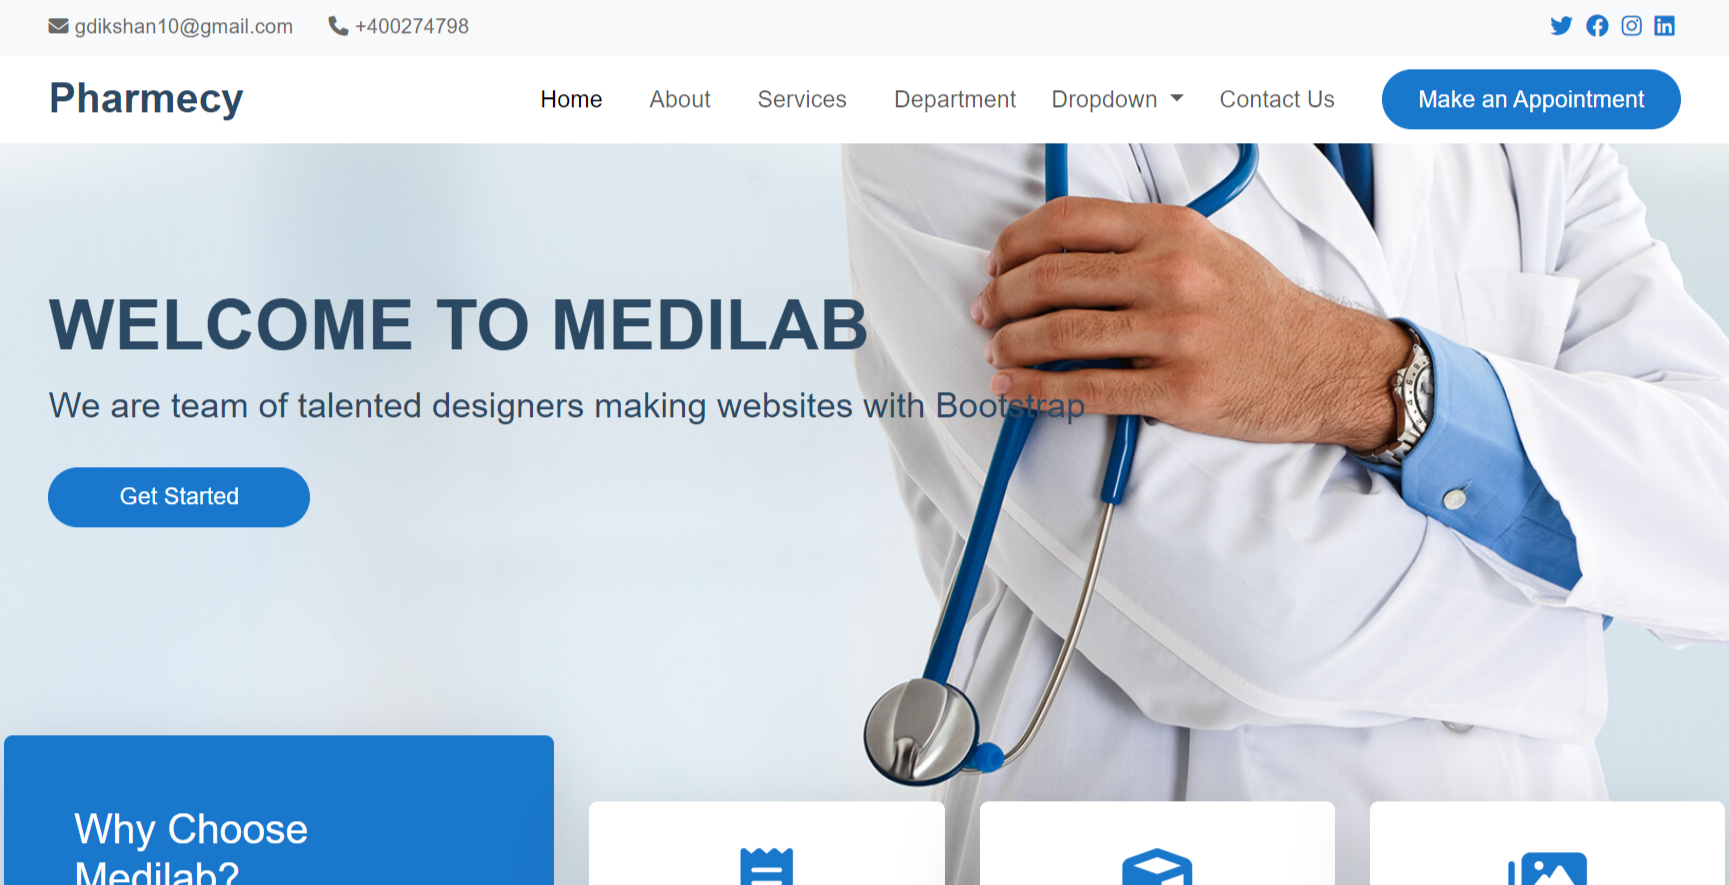 gdikshan10@gmail.com +400274798
Pharmecy Home About Services Department Dropdown Contact Us Make an Appointment
WELCOME TO MEDILAB
We are team of talented designers making websites with Bootstrap
Get Started
Why Choose
Medilab?